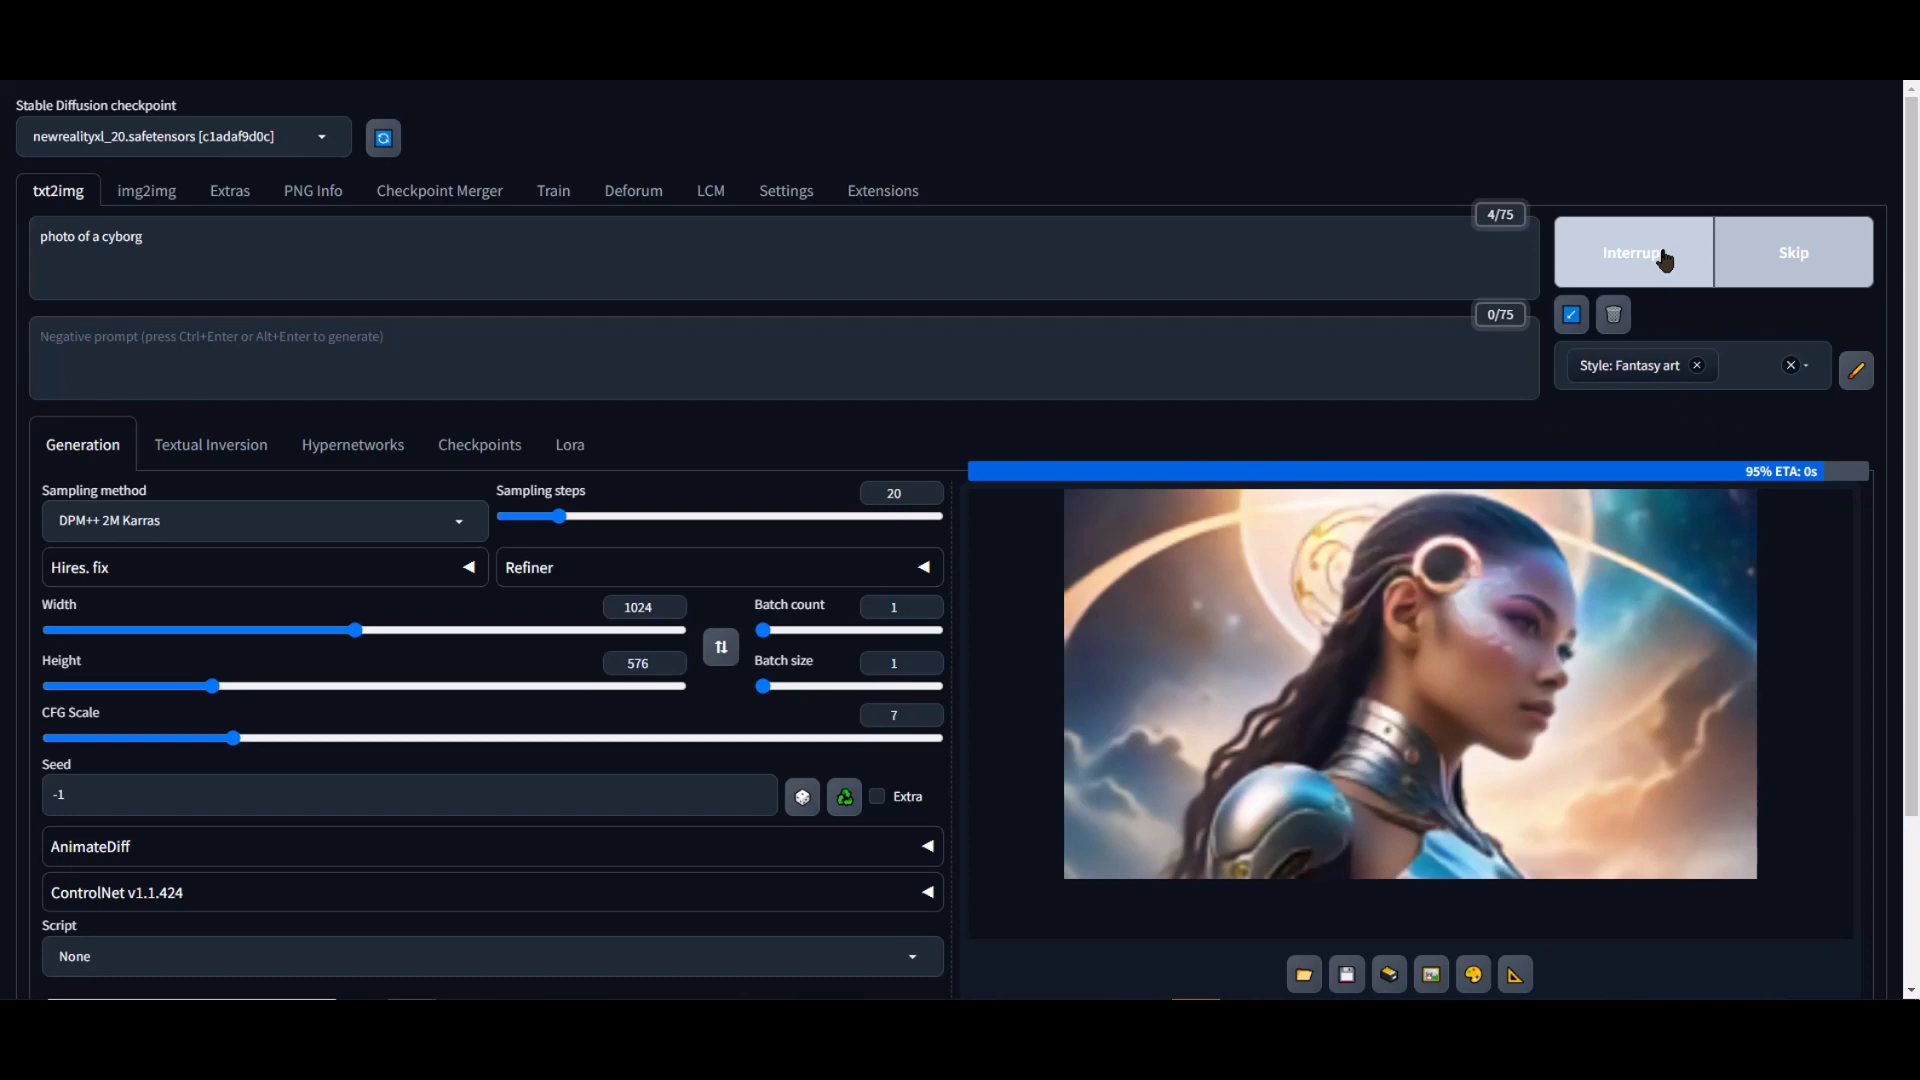 Stable Diffusion checkpoint
newrealityxl_20.safetensors [c1adaf9d0c]
txt2img img2img Extras PNG Info Checkpoint Merger Train Deforum LCM Settings Extensions
4/75
photo of a cyborg
Interrup
Skip
0/75
Negative prompt (press Ctrl+Enter or Alt+Enter to generate)
Style: Fantasy art
Generation Textual Inversion Hypernetworks Checkpoints Lora
95% ETA: 0s
Sampling method
DPM++ 2M Karras
Sampling steps
20
Hires. fix
Refiner
Width
1024
Batch count
1
Height
576
Batch size
1
CFG Scale
7
Seed
-1
Extra
AnimateDiff
ControlNet v1.1.424
Script
None